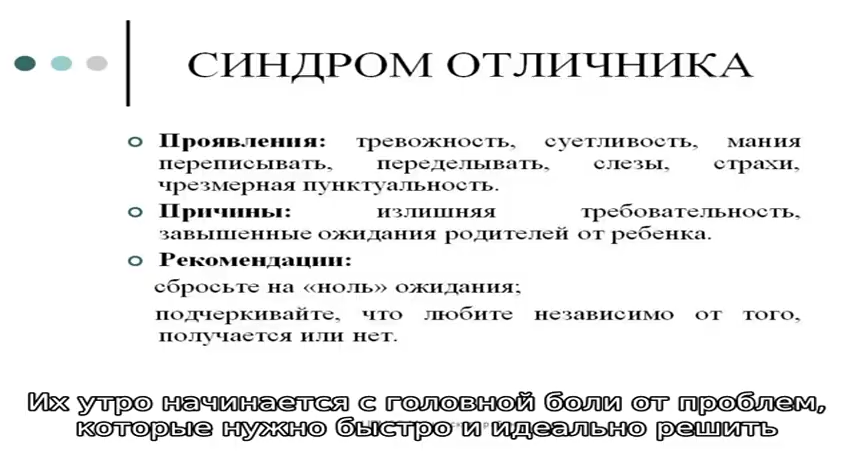 СИНДРОМ ОТЛИЧНИКА
Проявления: тревожность, суетливость, мания
переписывать, переделывать, слезы, страхи,
чрезмерная пунктуальность.
Причины: излишняя требовательность,
завышенные ожидания родителей от ребенка.
Рекомендации:
сбросьте на «ноль» ожидания;
подчеркивайте, что любите независимо от того,
получается или нет.
Их утро начинается с головной боли от проблем,
которые нужно быстро и идеально решить